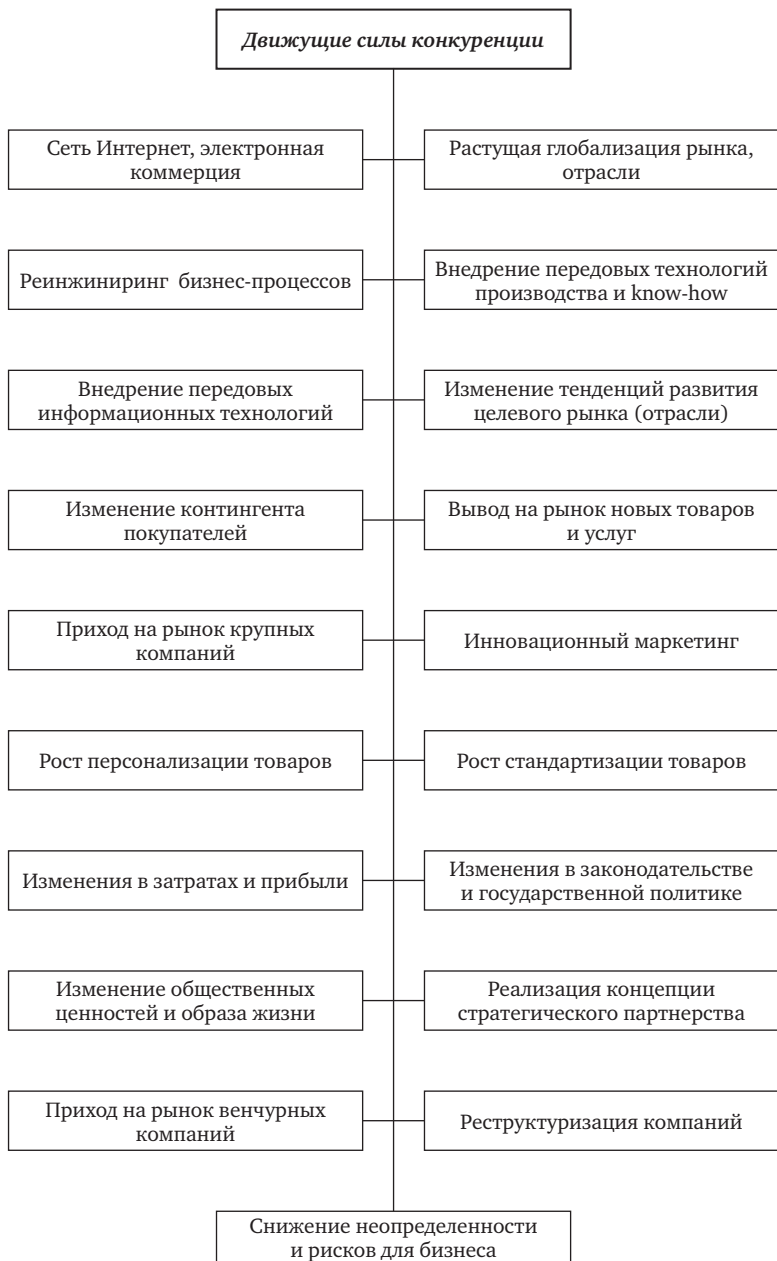 Движущие силы конкуренции
Сеть Интернет, электронная
коммерция
Растущая глобализация рынка,
отрасли
Реинжиниринг бизнес-процессов
Внедрение передовых технологий
производства и know-how
Внедрение передовых
информационных технологий
Изменение тенденций развития
целевого рынка (отрасли)
Изменение контингента
покупателей
Вывод на рынок новых товаров
и услуг
Приход на рынок крупных
компаний
Инновационный маркетинг
Рост персонализации товаров
Рост стандартизации товаров
Изменения в затратах и прибыли
Изменения в законодательстве
и государственной политике
Изменение общественных
ценностей и образа жизни
Реализация концепции
стратегического партнерства
Приход на рынок венчурных
компаний
Реструктуризация компаний
Снижение неопределенности
и рисков для бизнеса